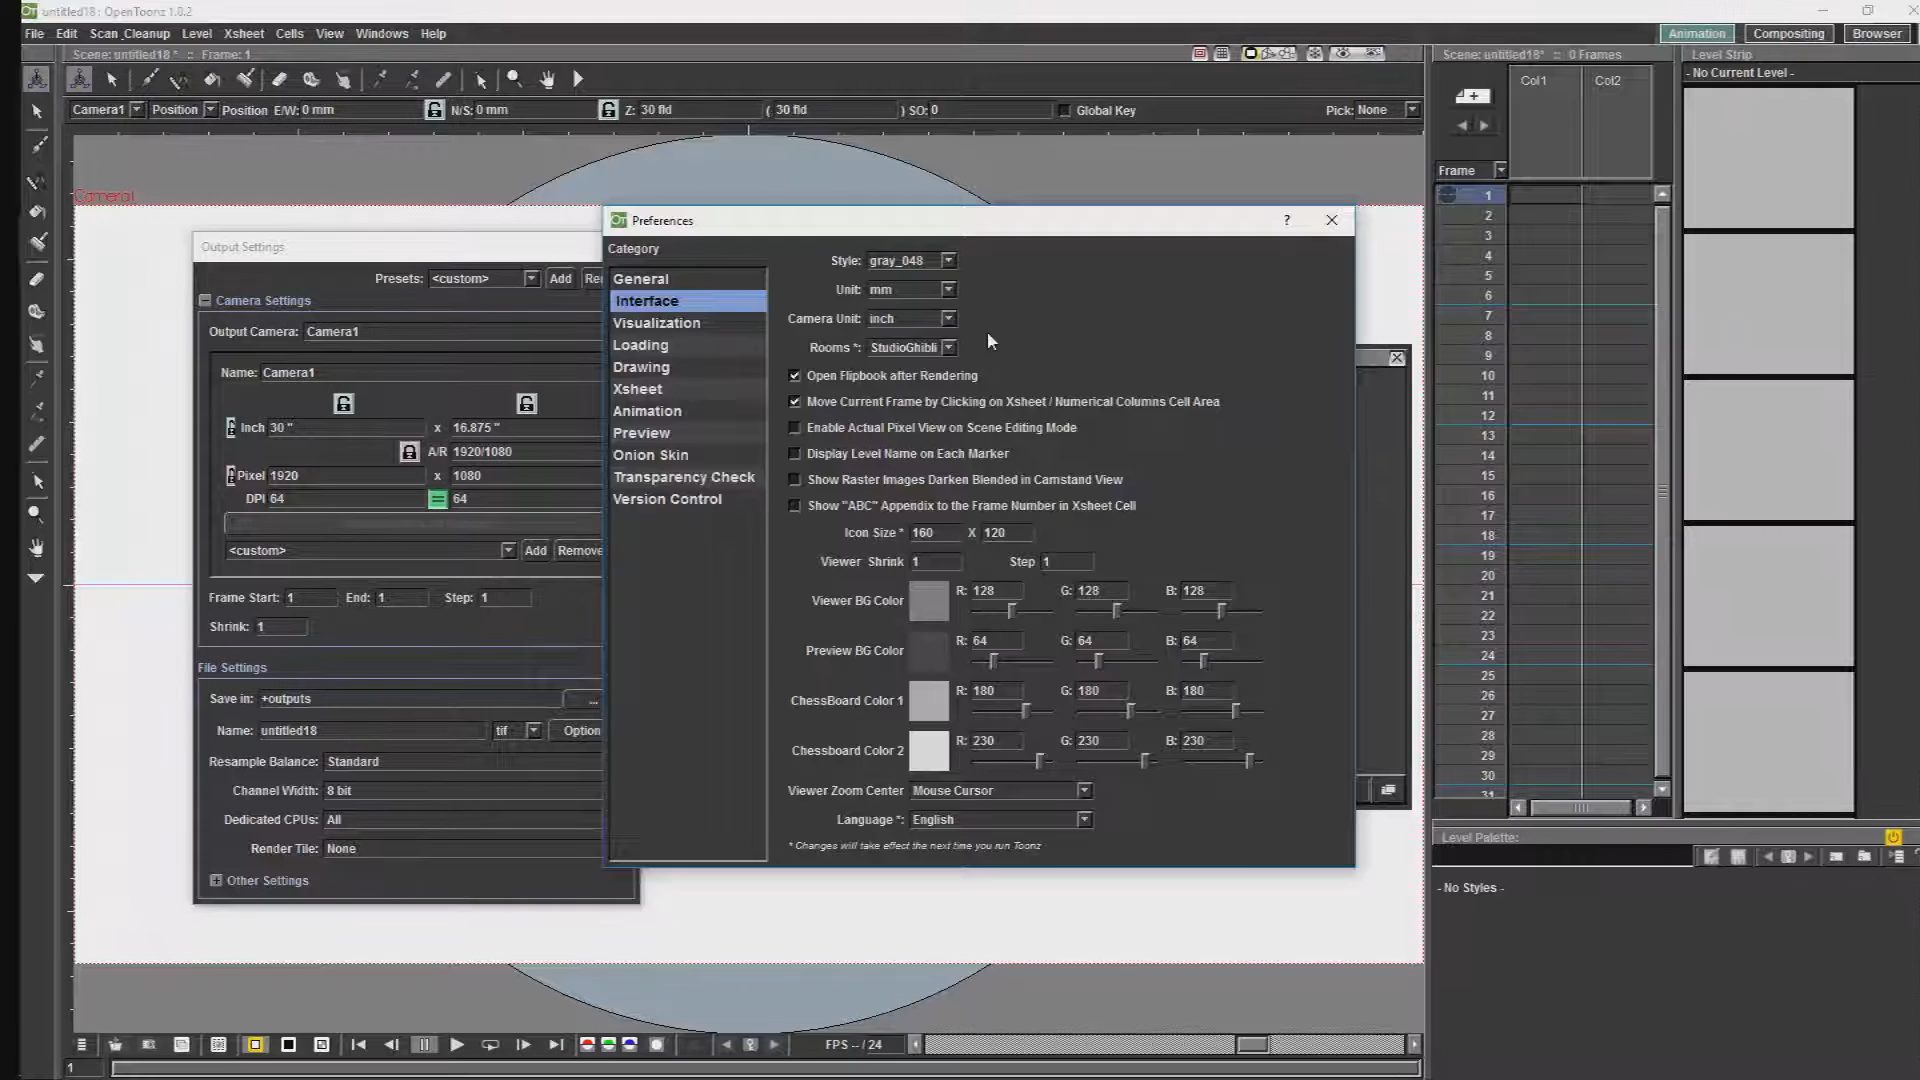 untitled18 : OpenToonz 1.0.2
File Edit Scan_Cleanup Level Xsheet Cells View Windows Help
Animation Compositing Browser
Scene: untitled18 * :: Frame: 1
Scene: untitled18* :: 0 Frames
Level Strip
- No Current Level -
Camera1 Position Position E/W: 0 mm N/S: 0 mm Z: 30 fld ( 30 fld ) SO: 0 Global Key Pick: None
Col1 Col2
Frame
Camera1
1
2
3
4
5
6
7
8
9
10
11
12
13
14
15
16
17
18
19
20
21
22
23
24
25
26
27
28
29
30
31
Output Settings
Presets: <custom> Add
Camera Settings
Output Camera: Camera1
Name: Camera1
Inch 30 " x 16.875 "
A/R 1920/1080
Pixel 1920 x 1080
DPI 64 64
<custom> Add Remove
Frame Start: 1 End: 1 Step: 1
Shrink: 1
File Settings
Save in: +outputs ...
Name: untitled18 tif Option
Resample Balance: Standard
Channel Width: 8 bit
Dedicated CPUs: All
Render Tile: None
Other Settings
Preferences ?
Category
General
Interface
Visualization
Loading
Drawing
Xsheet
Animation
Preview
Onion Skin
Transparency Check
Version Control
Style: gray_048
Unit: mm
Camera Unit: inch
Rooms *: StudioGhibli
Open Flipbook after Rendering
Move Current Frame by Clicking on Xsheet / Numerical Columns Cell Area
Enable Actual Pixel View on Scene Editing Mode
Display Level Name on Each Marker
Show Raster Images Darken Blended in Camstand View
Show "ABC" Appendix to the Frame Number in Xsheet Cell
Icon Size * 160 X 120
Viewer Shrink 1 Step 1
Viewer BG Color R: 128 G: 128 B: 128
Preview BG Color R: 64 G: 64 B: 64
ChessBoard Color 1 R: 180 G: 180 B: 180
Chessboard Color 2 R: 230 G: 230 B: 230
Viewer Zoom Center Mouse Cursor
Language *: English
* Changes will take effect the next time you run Toonz
Level Palette:
- No Styles -
FPS -- / 24
1